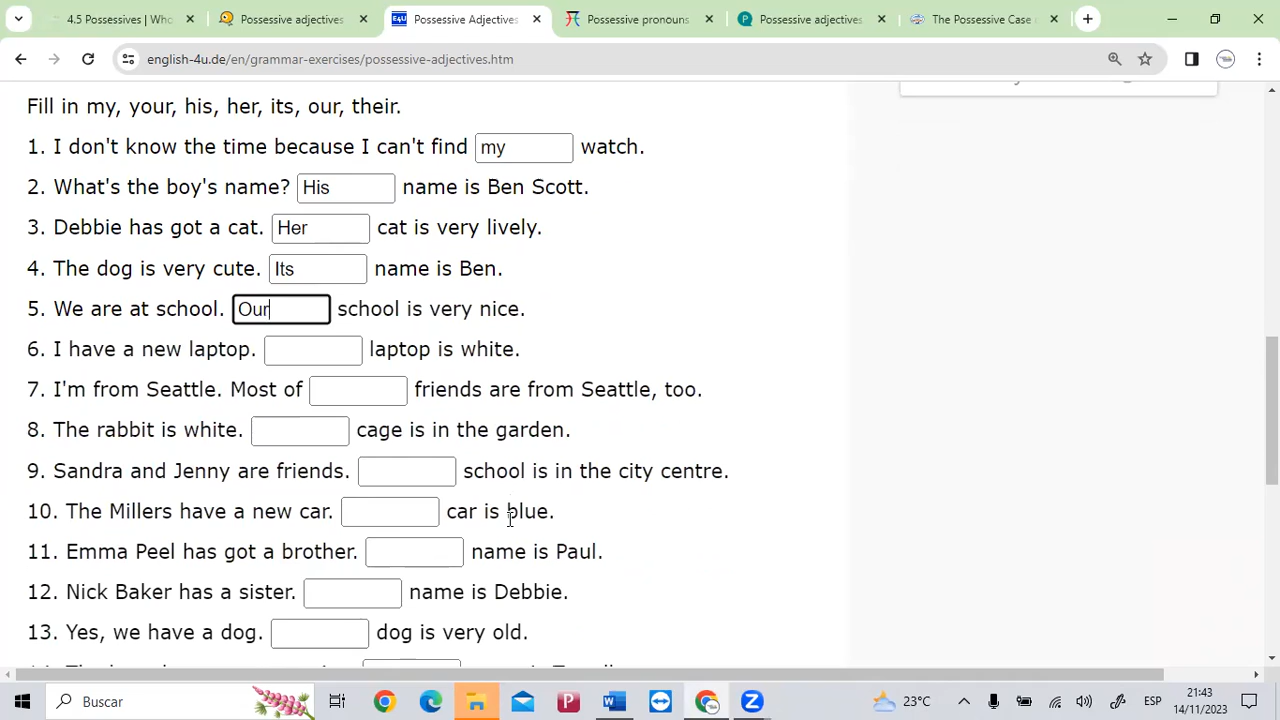 4.5 Possessives | Who
Possessive adjectives
E4U Possessive Adjectives
Possessive pronouns
P Possessive adjectives
The Possessive Case
english-4u.de/en/grammar-exercises/possessive-adjectives.htm
Fill in my, your, his, her, its, our, their.
1. I don't know the time because I can't find my watch.
2. What's the boy's name? His name is Ben Scott.
3. Debbie has got a cat. Her cat is very lively.
4. The dog is very cute. Its name is Ben.
5. We are at school. Our school is very nice.
6. I have a new laptop. laptop is white.
7. I'm from Seattle. Most of friends are from Seattle, too.
8. The rabbit is white. cage is in the garden.
9. Sandra and Jenny are friends. school is in the city centre.
10. The Millers have a new car. car is blue.
11. Emma Peel has got a brother. name is Paul.
12. Nick Baker has a sister. name is Debbie.
13. Yes, we have a dog. dog is very old.
Buscar
23°C
ESP
21:43
14/11/2023